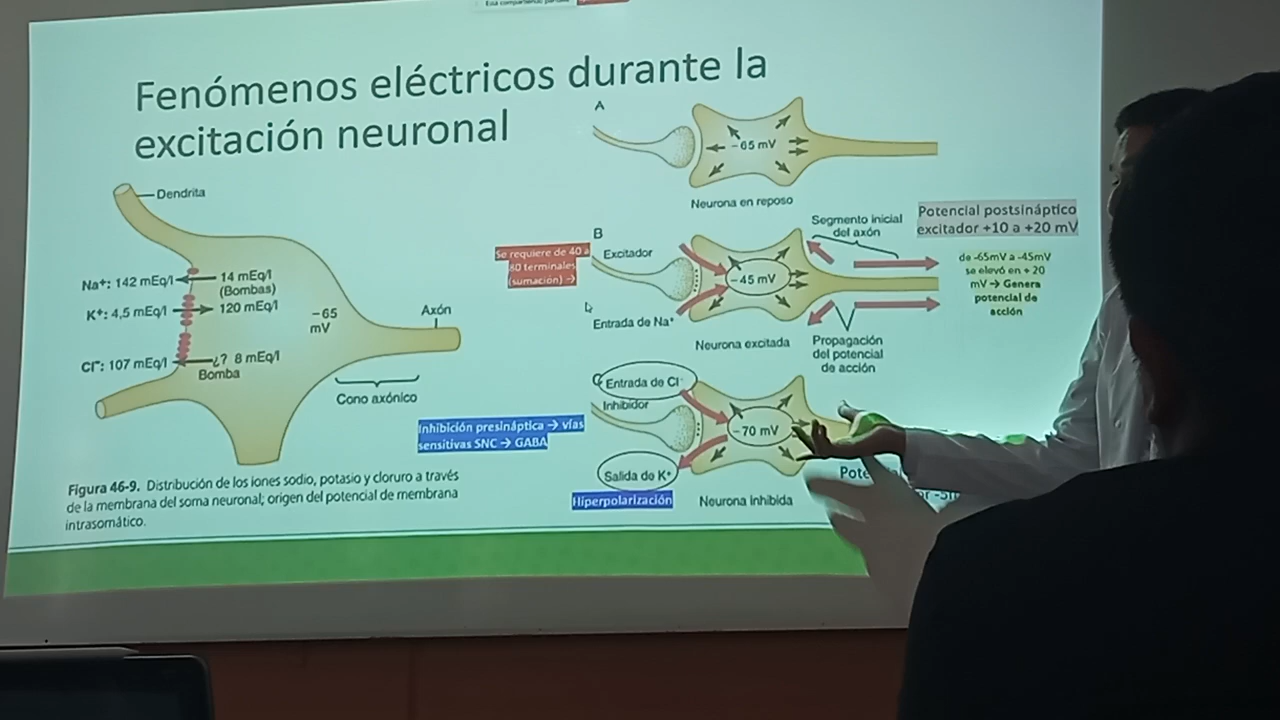 Está compartiendo
Fenómenos eléctricos durante la
excitación neuronal
Dendrita
Na⁺: 142 mEq/l
14 mEq/l
(Bombas)
K⁺: 4,5 mEq/l
120 mEq/l
Cl⁻: 107 mEq/l
¿? 8 mEq/l
Bomba
−65
mV
Axón
Cono axónico
Inhibición presináptica → vías
sensitivas SNC → GABA
Figura 46-9. Distribución de los iones sodio, potasio y cloruro a través
de la membrana del soma neuronal; origen del potencial de membrana
intrasomático.
A
−65 mV
Neurona en reposo
B
Se requiere de 40 a
80 terminales
(sumación) →
Excitador
Entrada de Na⁺
−45 mV
Neurona excitada
Segmento inicial
del axón
Propagación
del potencial
de acción
Potencial postsináptico
excitador +10 a +20 mV
de -65mV a -45mV
se elevó en + 20
mV → Genera
potencial de
acción
C
Entrada de Cl⁻
Inhibidor
−70 mV
Salida de K⁺
Hiperpolarización
Neurona inhibida